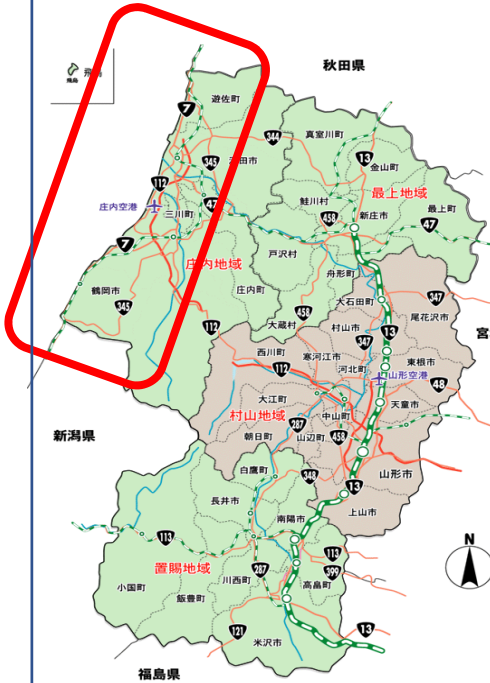 秋田県
飛島
飛島
遊佐町
7
344
真室川町
13
金山町
345
酒田市
最上地域
112
鮭川村
最上町
47
458
新庄市
庄内空港
三川町
47
7
戸沢村
庄内地域
舟形町
鶴岡市
庄内町
大石田町
347
345
458
尾花沢市
大蔵村
112
村山市
13
宮
347
西川町
寒河江市
東根市
河北町
112
山形空港
48
大江町
天童市
村山地域
中山町
287
新潟県
朝日町
山辺町
458
白鷹町
348
山形市
13
長井市
上山市
南陽市
113
113
N
置賜地域
287
399
川西町
高畠町
小国町
飯豊町
121
13
米沢市
福島県